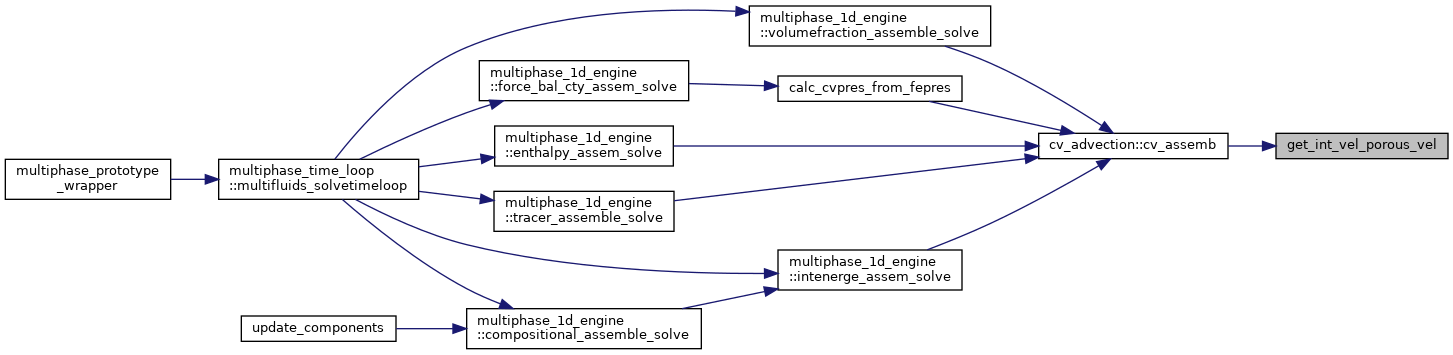 multiphase_1d_engine
::volumefraction_assemble_solve
multiphase_1d_engine
::force_bal_cty_assem_solve
calc_cvpres_from_fepres
multiphase_1d_engine
::enthalpy_assem_solve
cv_advection::cv_assemb
get_int_vel_porous_vel
multiphase_prototype
_wrapper
multiphase_time_loop
::multifluids_solvetimeloop
multiphase_1d_engine
::tracer_assemble_solve
multiphase_1d_engine
::intenerge_assem_solve
update_components
multiphase_1d_engine
::compositional_assemble_solve